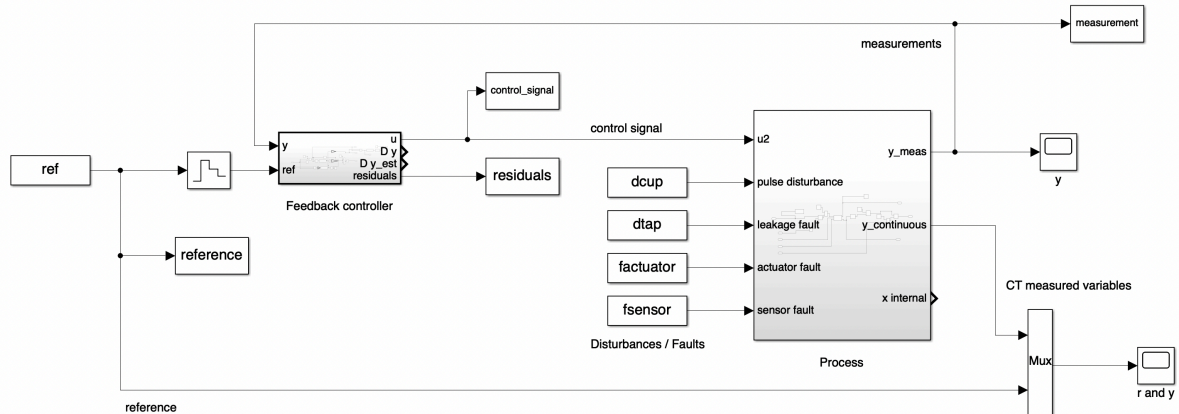 measurement
measurements
control_signal
control signal
ref
y
ref
u
D y
D y_est
residuals
Feedback controller
residuals
reference
dcup
dtap
factuator
fsensor
Disturbances / Faults
u2
pulse disturbance
leakage fault
actuator fault
sensor fault
y_meas
y_continuous
x internal
Process
y
CT measured variables
Mux
r and y
reference